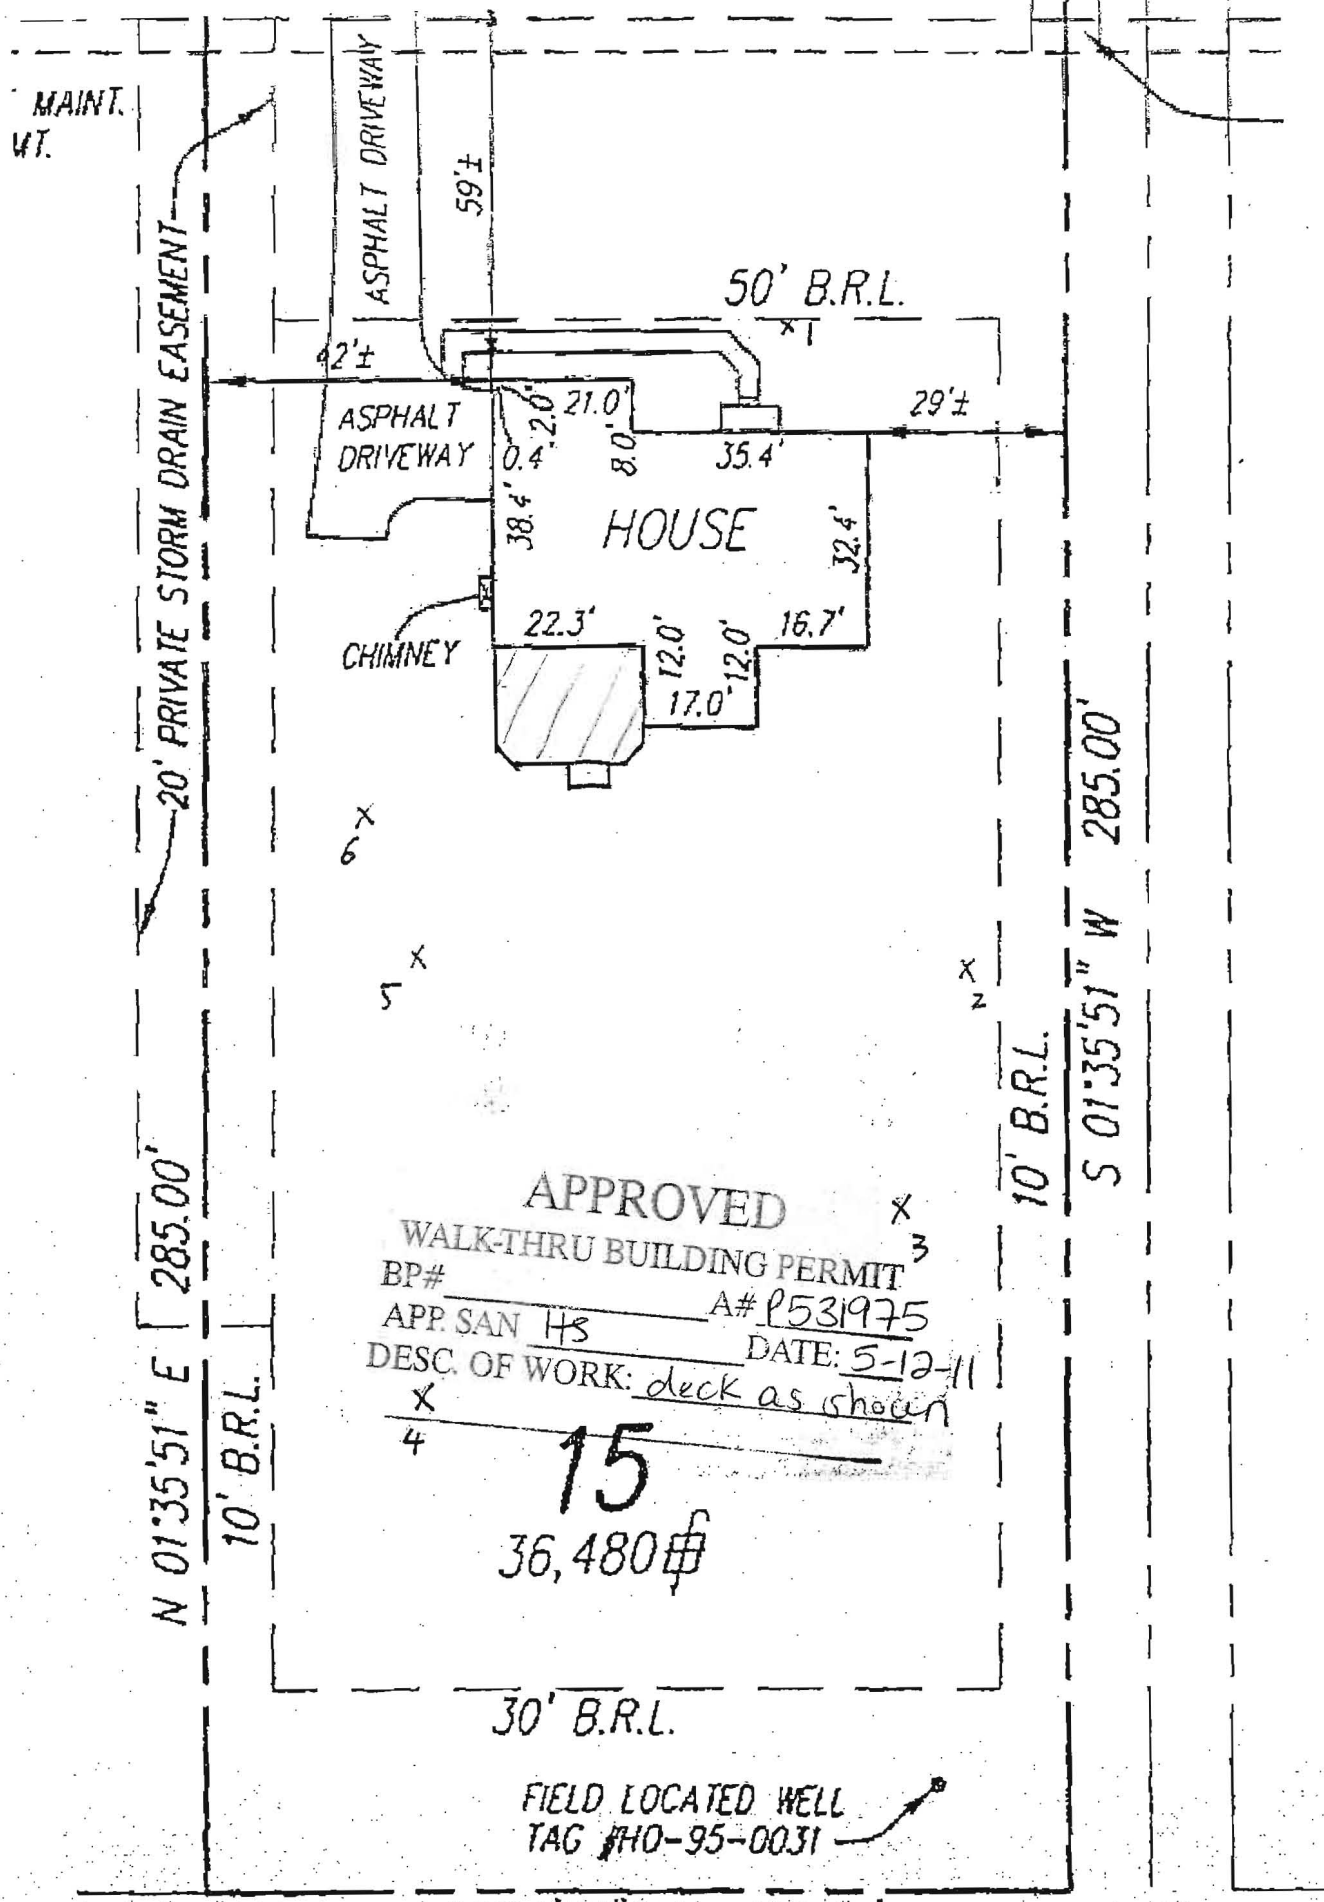 MAINT.
ASPHALT DRIVEWAY
59'±
20' PRIVATE STORM DRAIN EASEMENT
50' B.R.L.
x 1
2'±
ASPHALT
DRIVEWAY
0.4'
2.0'
21.0'
8.0'
35.4'
29'±
38.4'
HOUSE
32.4'
CHIMNEY
22.3'
12.0'
12.0'
16.7'
17.0'
x
6
x
5
x
2
S 01°35'51" W 285.00'
10' B.R.L.
N 01°35'51" E 285.00'
10' B.R.L.
APPROVED
x
3
WALK-THRU BUILDING PERMIT
BP# A# P531975
APP. SAN HS DATE: 5-12-11
DESC. OF WORK: deck as shown
x
4
15
36,480
30' B.R.L.
FIELD LOCATED WELL
TAG #HO-95-0031